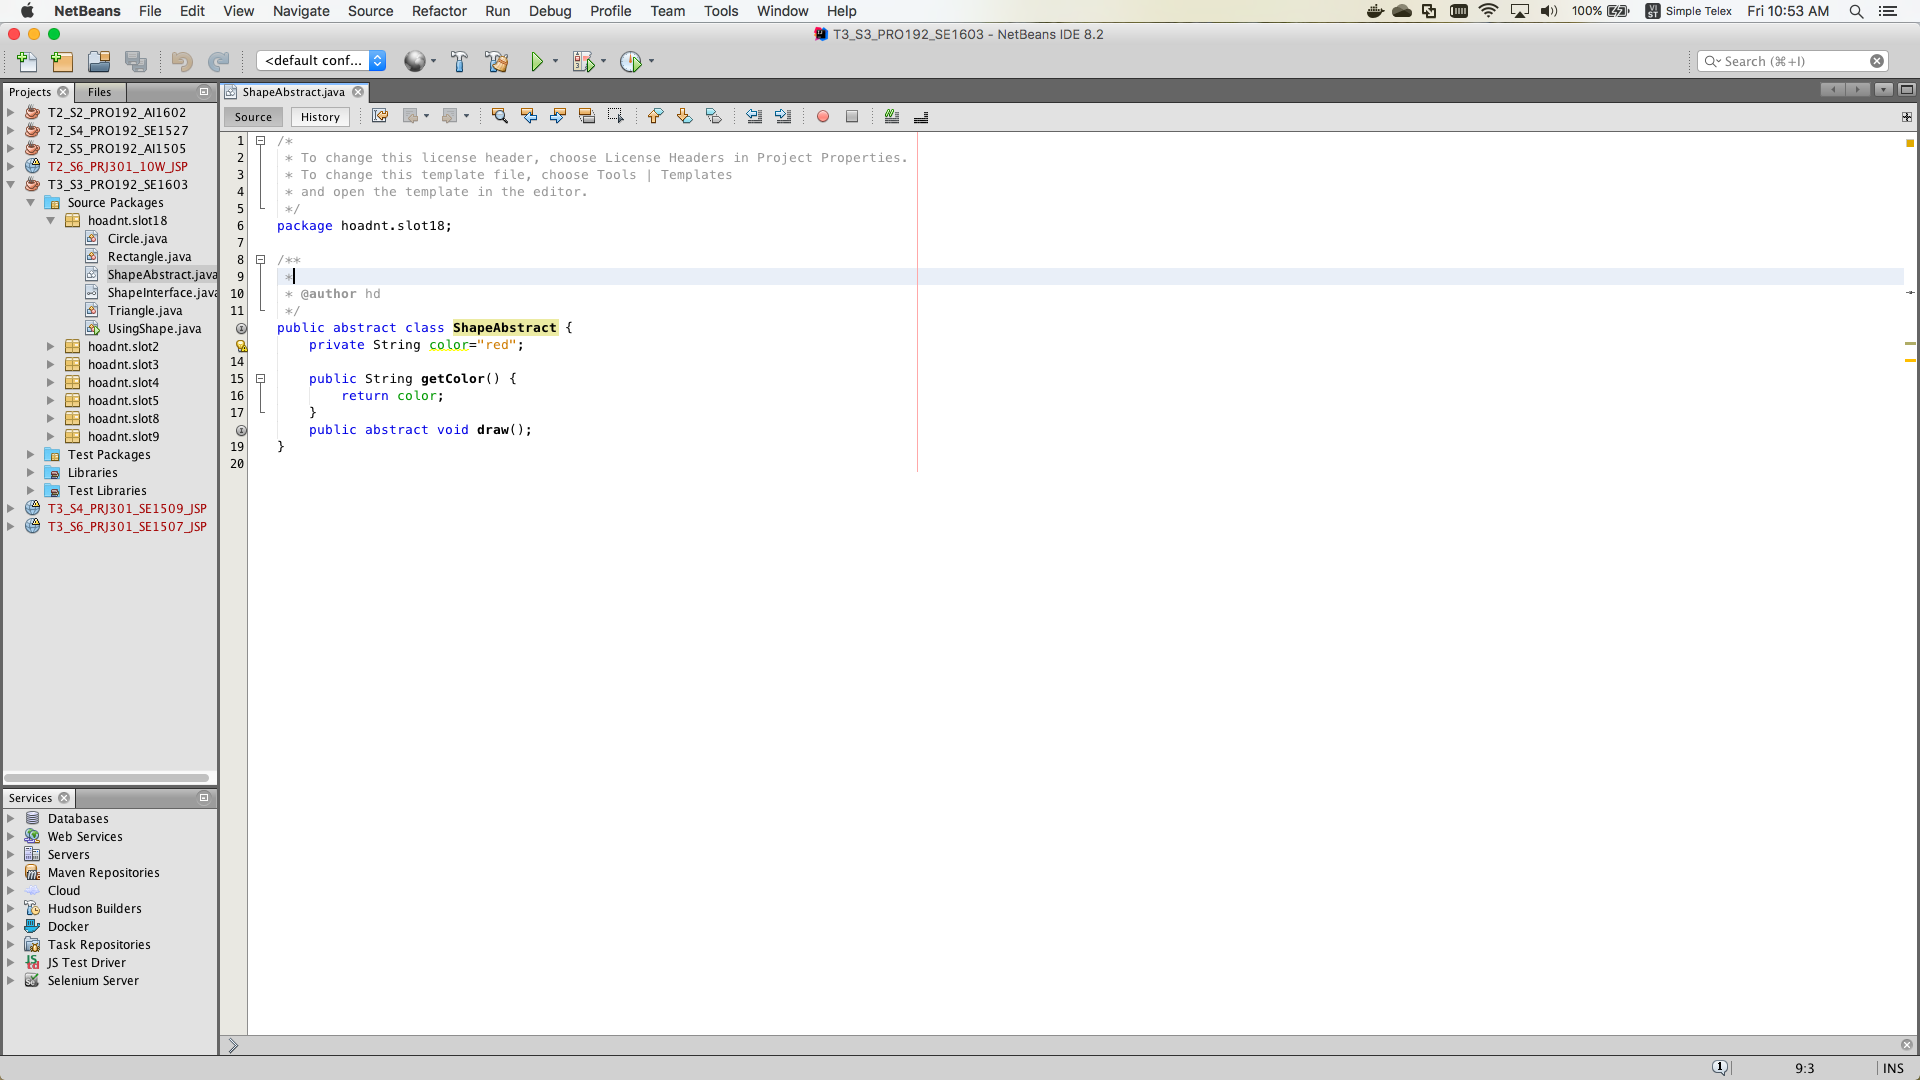 NetBeans File Edit View Navigate Source Refactor Run Debug Profile Team Tools Window Help 100% VI ST Simple Telex Fri 10:53 AM
T3_S3_PRO192_SE1603 - NetBeans IDE 8.2
<default conf... Search (⌘+I)
Projects Files
T2_S2_PRO192_AI1602
T2_S4_PRO192_SE1527
T2_S5_PRO192_AI1505
T2_S6_PRJ301_10W_JSP
T3_S3_PRO192_SE1603
Source Packages
hoadnt.slot18
Circle.java
Rectangle.java
ShapeAbstract.java
ShapeInterface.java
Triangle.java
UsingShape.java
hoadnt.slot2
hoadnt.slot3
hoadnt.slot4
hoadnt.slot5
hoadnt.slot8
hoadnt.slot9
Test Packages
Libraries
Test Libraries
T3_S4_PRJ301_SE1509_JSP
T3_S6_PRJ301_SE1507_JSP
Services
Databases
Web Services
Servers
Maven Repositories
Cloud
Hudson Builders
Docker
Task Repositories
JS Test Driver
Selenium Server
ShapeAbstract.java
Source History
1 /*
2 * To change this license header, choose License Headers in Project Properties.
3 * To change this template file, choose Tools | Templates
4 * and open the template in the editor.
5 */
6 package hoadnt.slot18;
7
8 /**
9 *
10 * @author hd
11 */
public abstract class ShapeAbstract {
private String color="red";
14
15 public String getColor() {
16 return color;
17 }
public abstract void draw();
19 }
20
1 9:3 INS